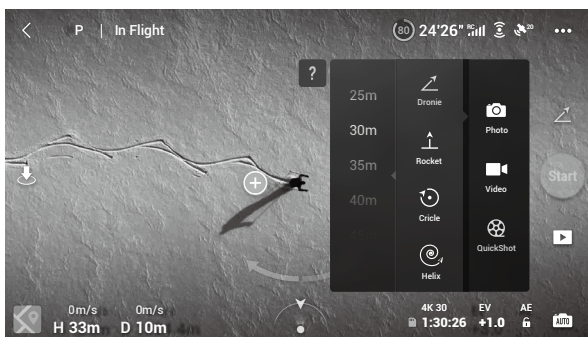 P | In Flight
80 24'26" RC 20
?
25m
30m
35m
40m
45m
Dronie
Rocket
Cricle
Helix
Photo
Video
QuickShot
Start
0m/s 0m/s
H 33m D 10m
4K 30 EV AE
1:30:26 +1.0
AUTO